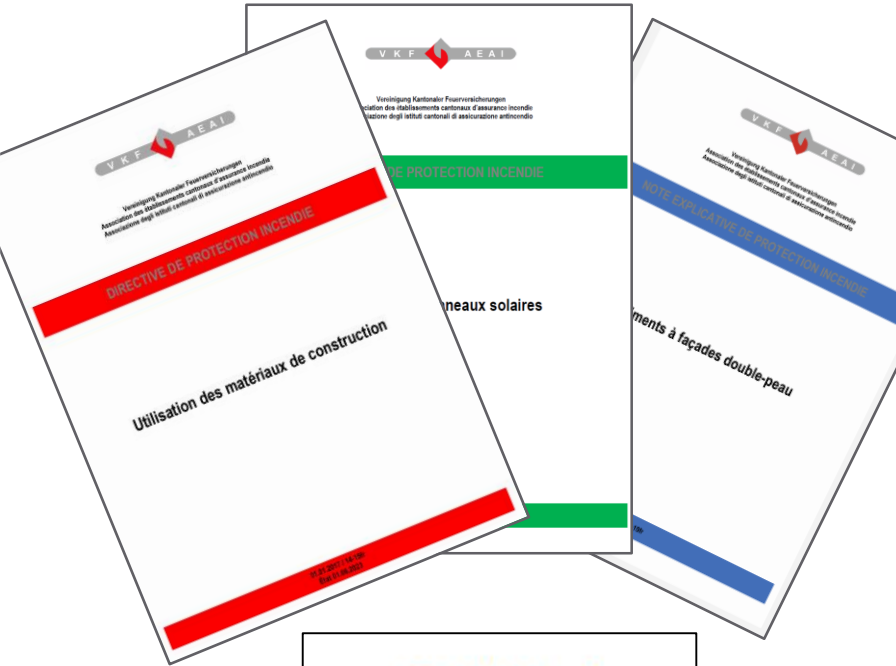 VKF AEAI
Vereinigung Kantonaler Feuerversicherungen
Association des établissements cantonaux d'assurance incendie
Associazione degli istituti cantonali di assicurazione antincendio
DIRECTIVE DE PROTECTION INCENDIE
Utilisation des matériaux de construction
VKF AEAI
Vereinigung Kantonaler Feuerversicherungen
ciation des établissements cantonaux d'assurance incendie
iazione degli istituti cantonali di assicurazione antincendio
DE PROTECTION INCENDIE
neaux solaires
VKF AEAI
Vereinigung Kantonaler Feuerversicherungen
Association des établissements cantonaux d'assurance incendie
Associazione degli istituti cantonali di assicurazione antincendio
NOTE EXPLICATIVE DE PROTECTION INCENDIE
iments à façades double-peau